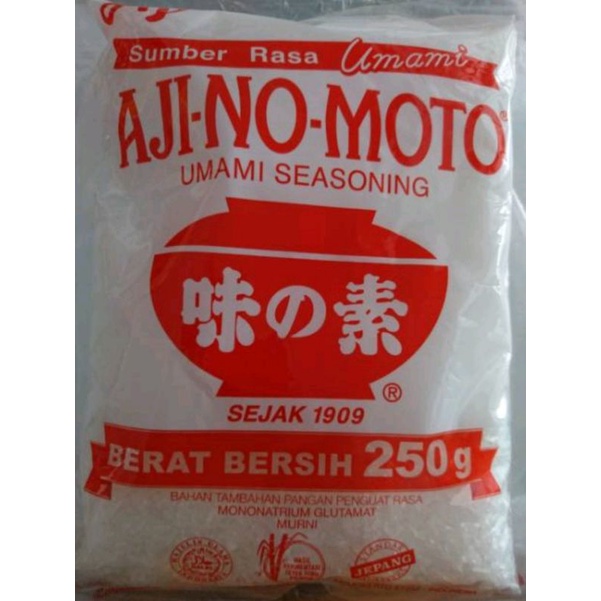 Sumber Rasa Umami
AJI-NO-MOTO®
UMAMI SEASONING
味の素
®
SEJAK 1909
BERAT BERSIH 250g
BAHAN TAMBAHAN PANGAN PENGUAT RASA
MONONATRIUM GLUTAMAT
MURNI
STANDAR
JEPANG